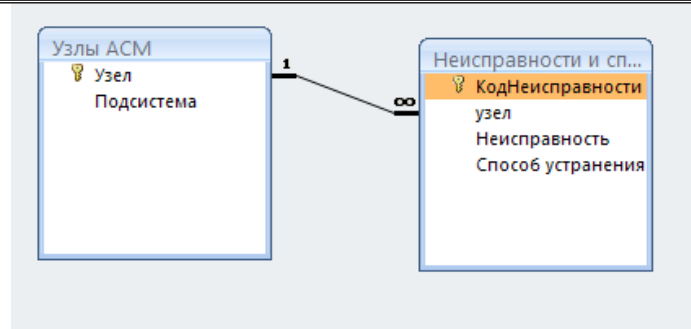 Узлы АСМ
Узел
Подсистема
1
∞
Неисправности и сп...
КодНеисправности
узел
Неисправность
Способ устранения